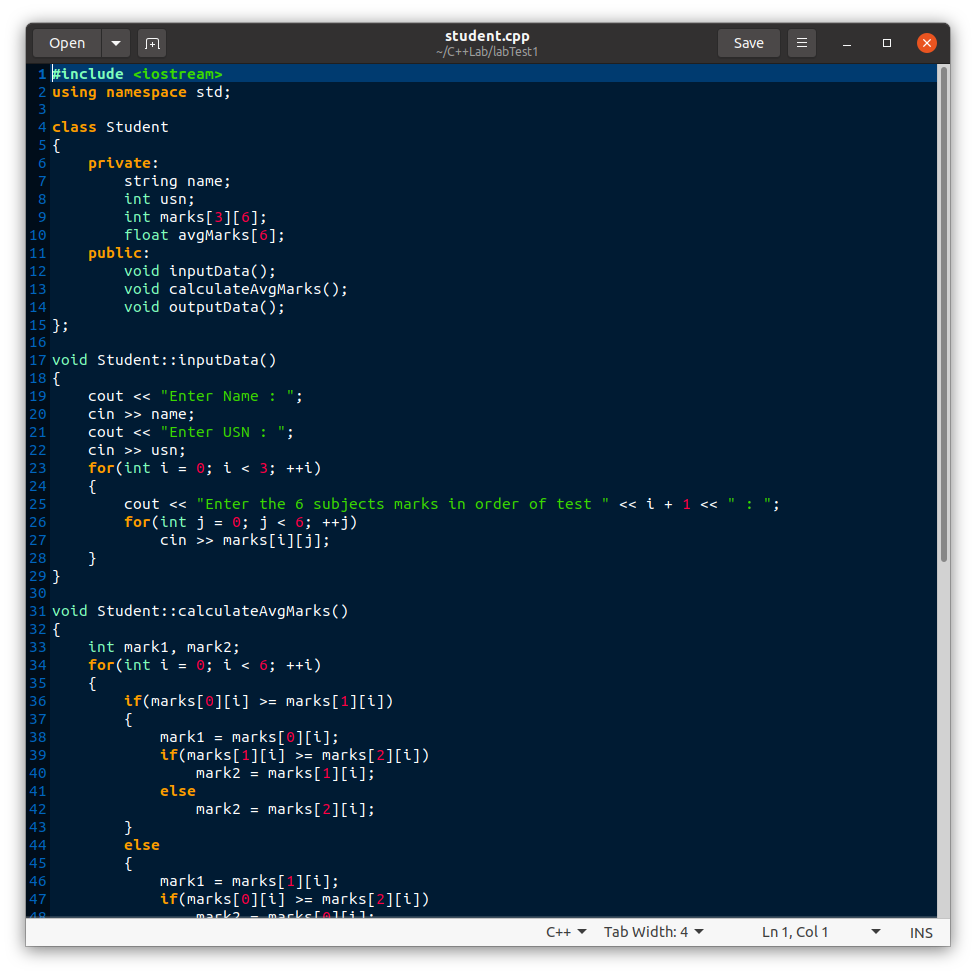 Open
student.cpp
~/C++Lab/labTest1
Save
1 #include <iostream>
2 using namespace std;
3
4 class Student
5 {
6     private:
7         string name;
8         int usn;
9         int marks[3][6];
10         float avgMarks[6];
11     public:
12         void inputData();
13         void calculateAvgMarks();
14         void outputData();
15 };
16
17 void Student::inputData()
18 {
19     cout << "Enter Name : ";
20     cin >> name;
21     cout << "Enter USN : ";
22     cin >> usn;
23     for(int i = 0; i < 3; ++i)
24     {
25         cout << "Enter the 6 subjects marks in order of test " << i + 1 << " : ";
26         for(int j = 0; j < 6; ++j)
27             cin >> marks[i][j];
28     }
29 }
30
31 void Student::calculateAvgMarks()
32 {
33     int mark1, mark2;
34     for(int i = 0; i < 6; ++i)
35     {
36         if(marks[0][i] >= marks[1][i])
37         {
38             mark1 = marks[0][i];
39             if(marks[1][i] >= marks[2][i])
40                 mark2 = marks[1][i];
41             else
42                 mark2 = marks[2][i];
43         }
44         else
45         {
46             mark1 = marks[1][i];
47             if(marks[0][i] >= marks[2][i])
48                 mark2 = marks[0][i];
C++
Tab Width: 4
Ln 1, Col 1
INS